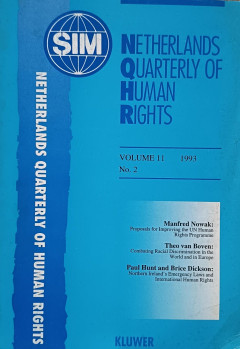 SIM
NETHERLANDS
QUARTERLY OF
HUMAN
RIGHTS
NETHERLANDS QUARTERLY OF HUMAN RIGHTS
VOLUME 11 1993
No. 2
Manfred Nowak:
Proposals for Improving the UN Human
Rights Programme
Theo van Boven:
Combating Racial Discrimination in the
World and in Europe
Paul Hunt and Brice Dickson:
Northern Ireland's Emergency Laws and
International Human Rights
KLUWER